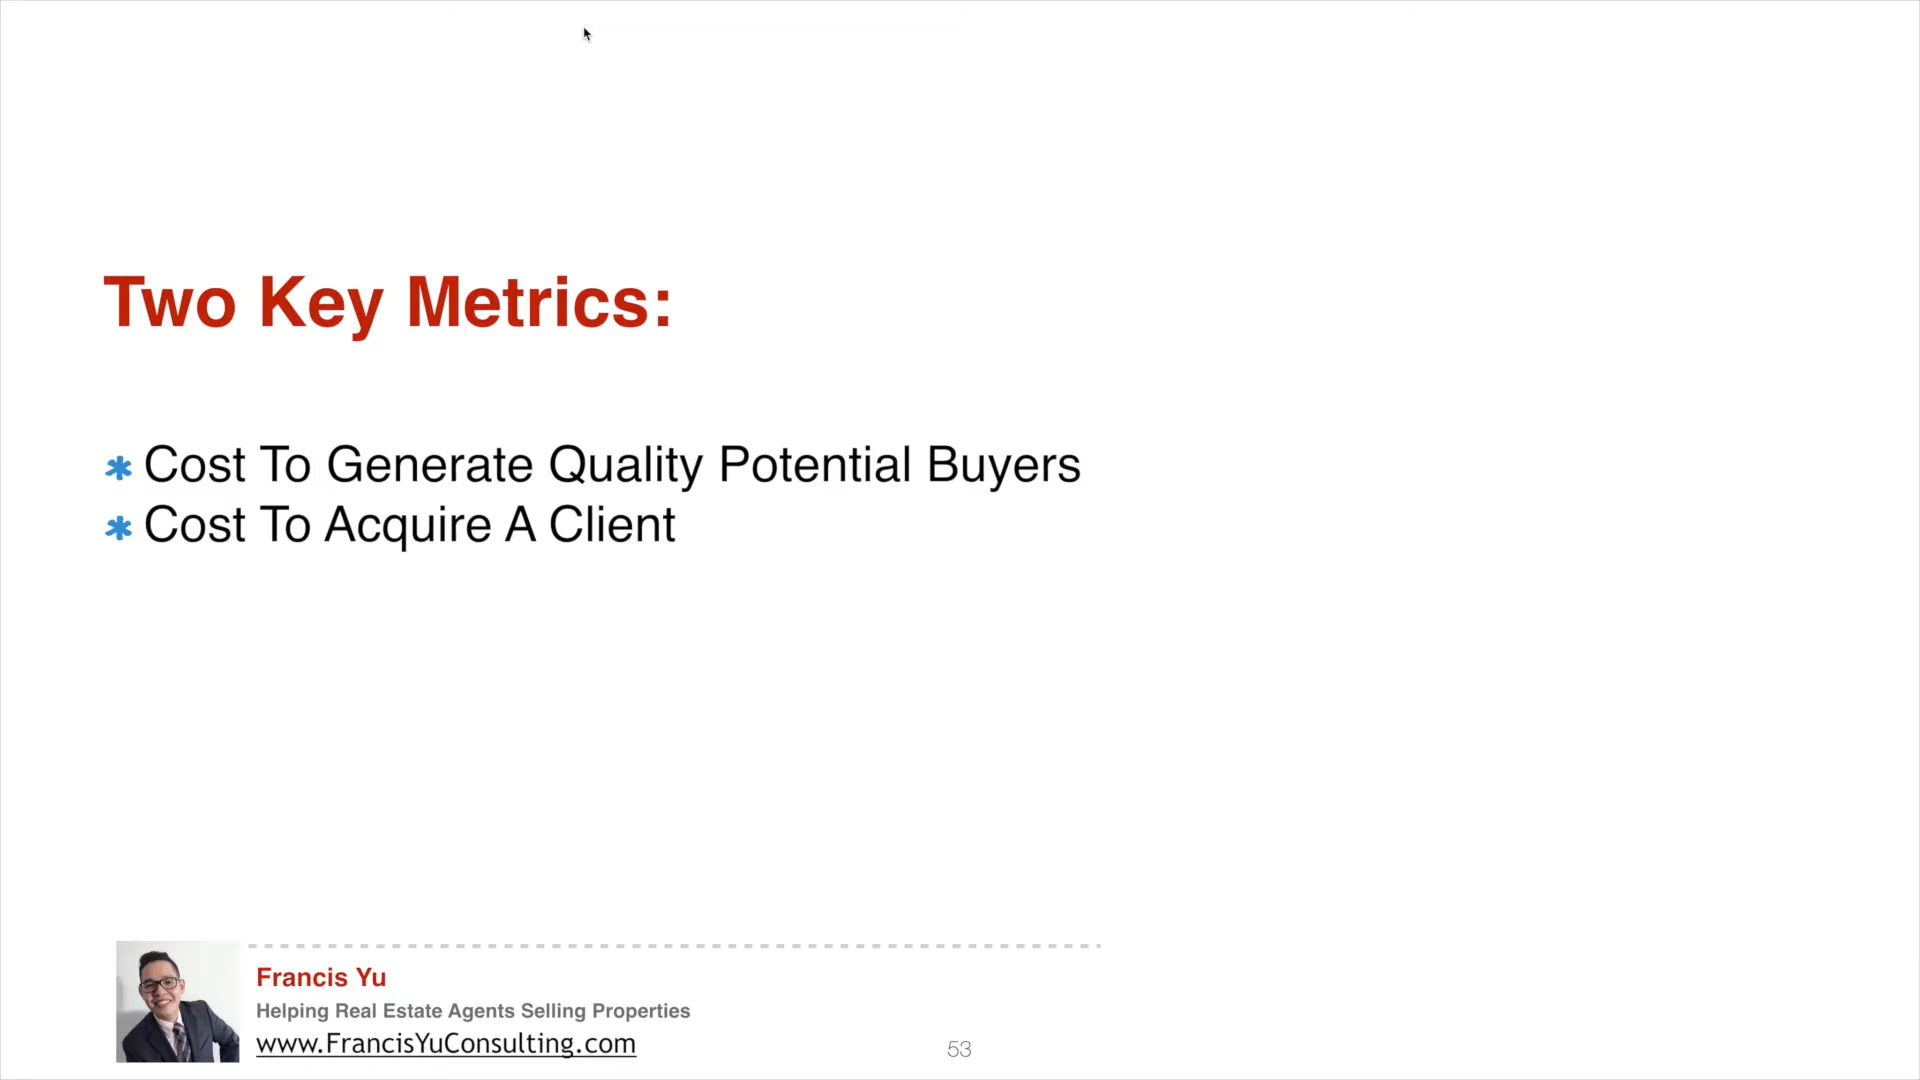 Two Key Metrics:
* Cost To Generate Quality Potential Buyers
* Cost To Acquire A Client
Francis Yu
Helping Real Estate Agents Selling Properties
www.FrancisYuConsulting.com
53